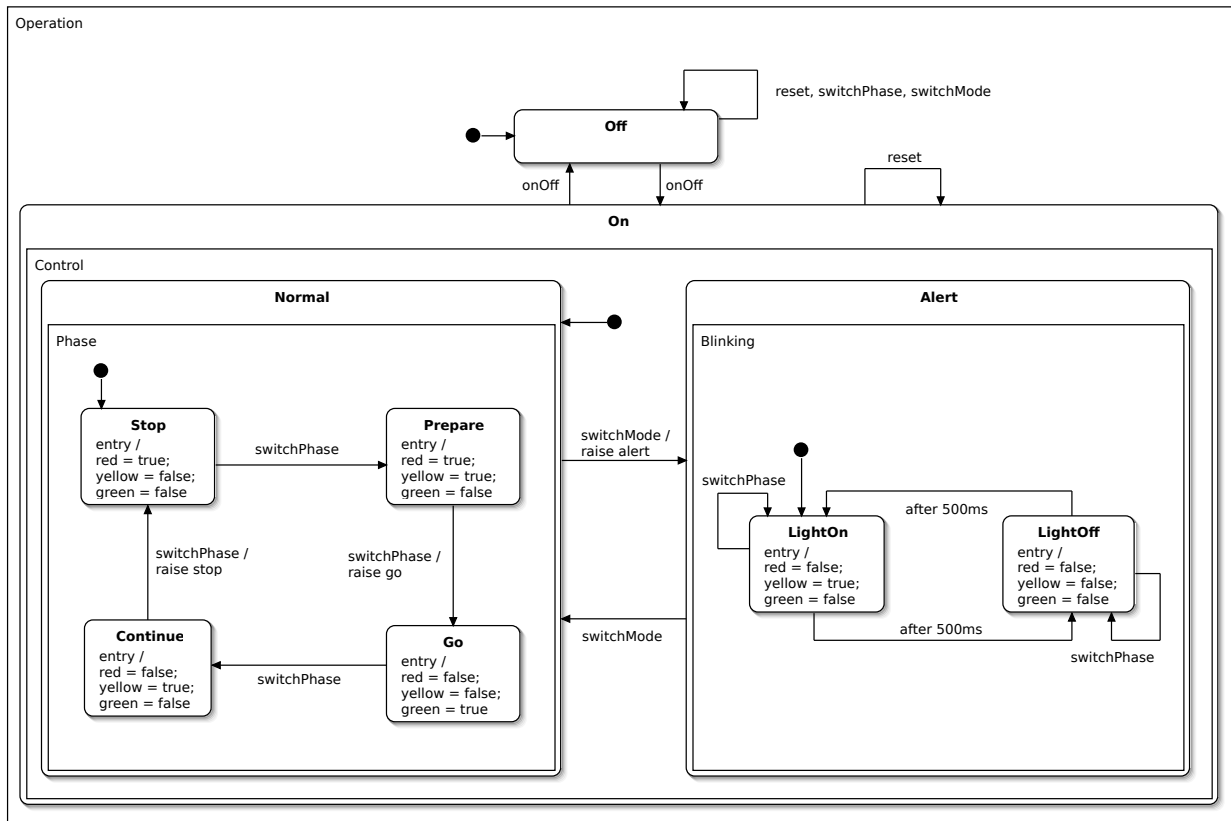 Operation
reset, switchPhase, switchMode
Off
onOff
onOff
reset
On
Control
Normal
Phase
Stop
entry /
red = true;
yellow = false;
green = false
switchPhase
Prepare
entry /
red = true;
yellow = true;
green = false
switchPhase /
raise stop
switchPhase /
raise go
Continue
entry /
red = false;
yellow = true;
green = false
switchPhase
Go
entry /
red = false;
yellow = false;
green = true
switchMode /
raise alert
switchMode
Alert
Blinking
switchPhase
after 500ms
LightOn
entry /
red = false;
yellow = true;
green = false
LightOff
entry /
red = false;
yellow = false;
green = false
after 500ms
switchPhase